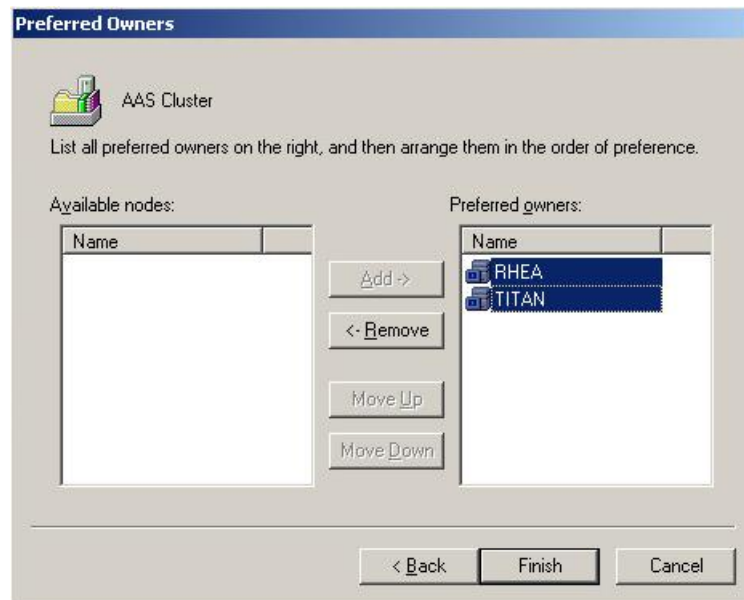 Preferred Owners
AAS Cluster
List all preferred owners on the right, and then arrange them in the order of preference.
Available nodes:
Preferred owners:
Name
Name
RHEA
TITAN
Add ->
<- Remove
Move Up
Move Down
< Back
Finish
Cancel